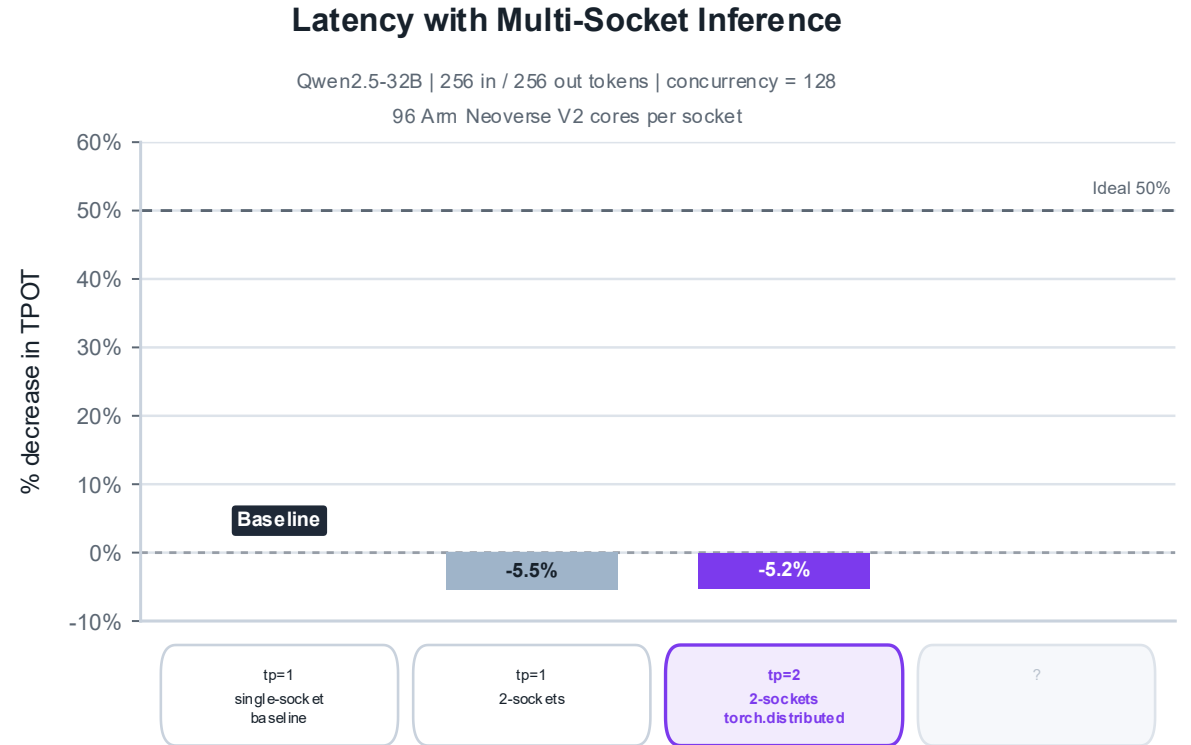 Latency with Multi-Socket Inference
Qwen2.5-32B | 256 in / 256 out tokens | concurrency = 128
96 Arm Neoverse V2 cores per socket
% decrease in TPOT
60%
50%
40%
30%
20%
10%
0%
-10%
Ideal 50%
Baseline
-5.5%
-5.2%
tp=1
single-socket
baseline
tp=1
2-sockets
tp=2
2-sockets
torch.distributed
?